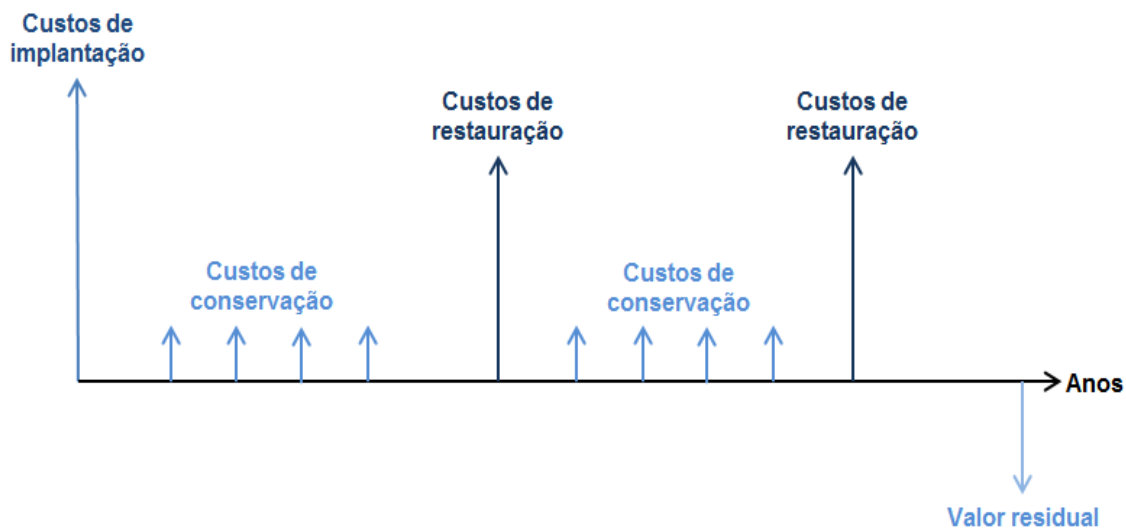 Custos de
implantação
Custos de
restauração
Custos de
restauração
Custos de
conservação
Custos de
conservação
Anos
Valor residual